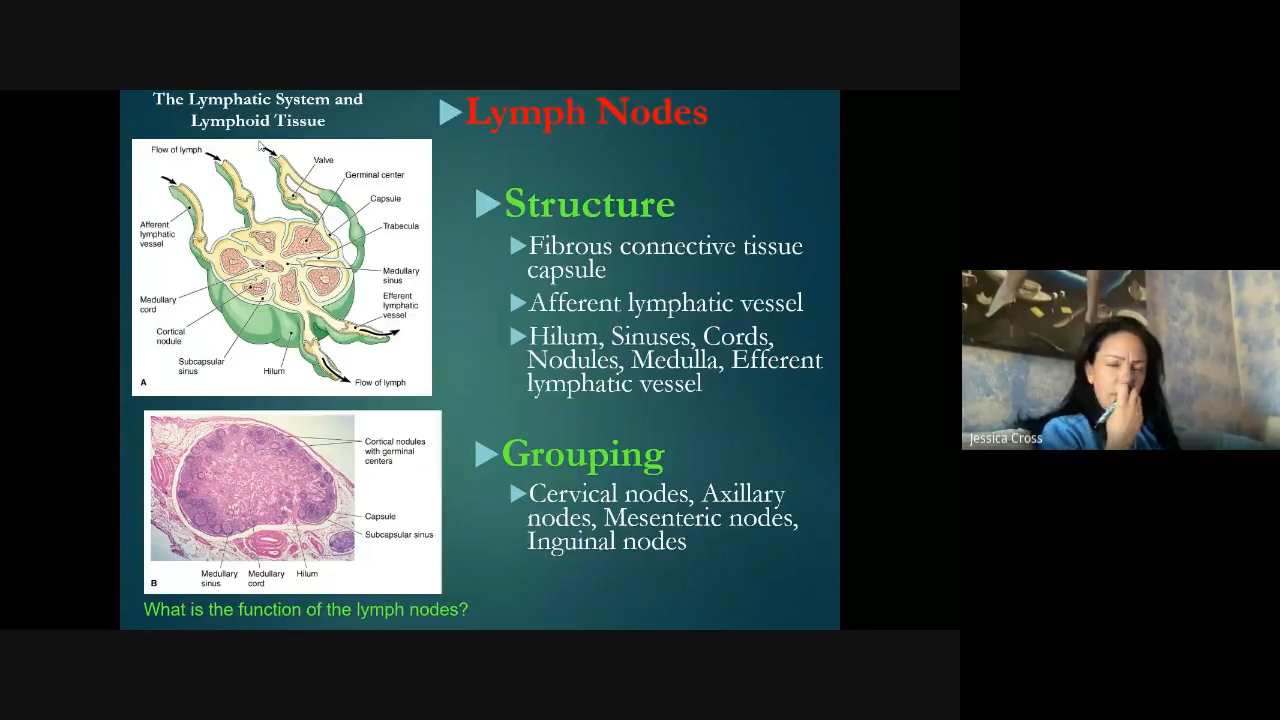 The Lymphatic System and
Lymphoid Tissue
Flow of lymph
Valve
Germinal center
Capsule
Trabecula
Afferent
lymphatic
vessel
Medullary
sinus
Efferent
lymphatic
vessel
Medullary
cord
Cortical
nodule
Subcapsular
sinus
Hilum
Flow of lymph
A
Cortical nodules
with germinal
centers
Capsule
Subcapsular sinus
Medullary
sinus
Medullary
cord
Hilum
B
What is the function of the lymph nodes?
Lymph Nodes
Structure
Fibrous connective tissue
capsule
Afferent lymphatic vessel
Hilum, Sinuses, Cords,
Nodules, Medulla, Efferent
lymphatic vessel
Grouping
Cervical nodes, Axillary
nodes, Mesenteric nodes,
Inguinal nodes
Jessica Cross